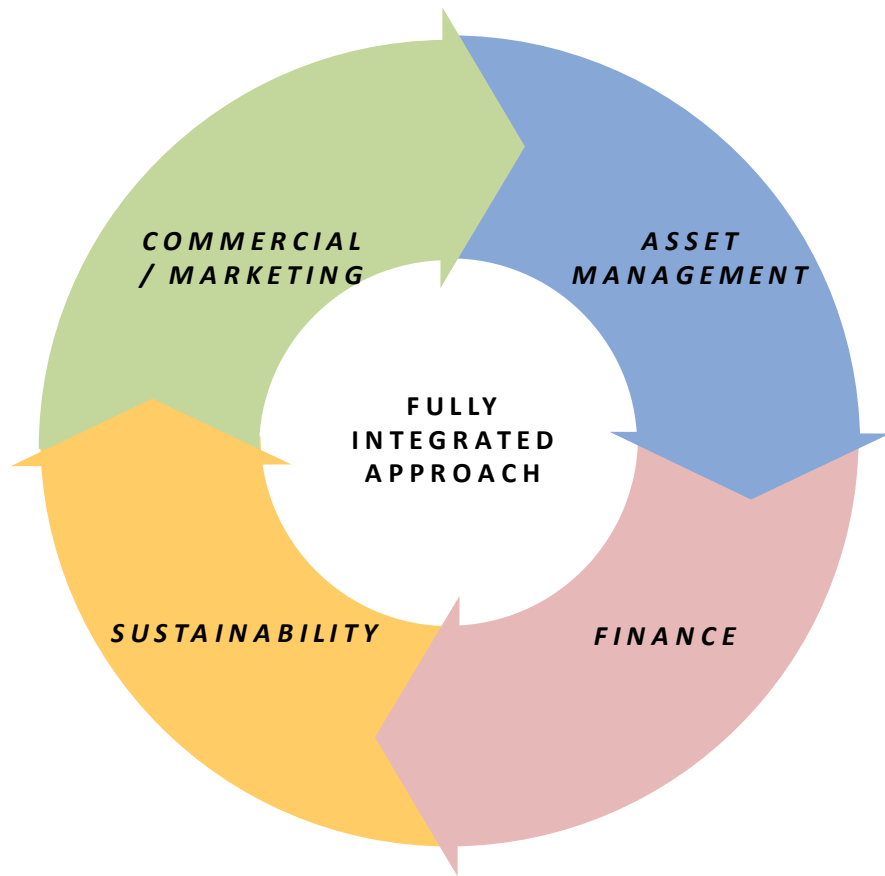 COMMERCIAL
/ MARKETING
ASSET
MANAGEMENT
FULLY
INTEGRATED
APPROACH
SUSTAINABILITY
FINANCE